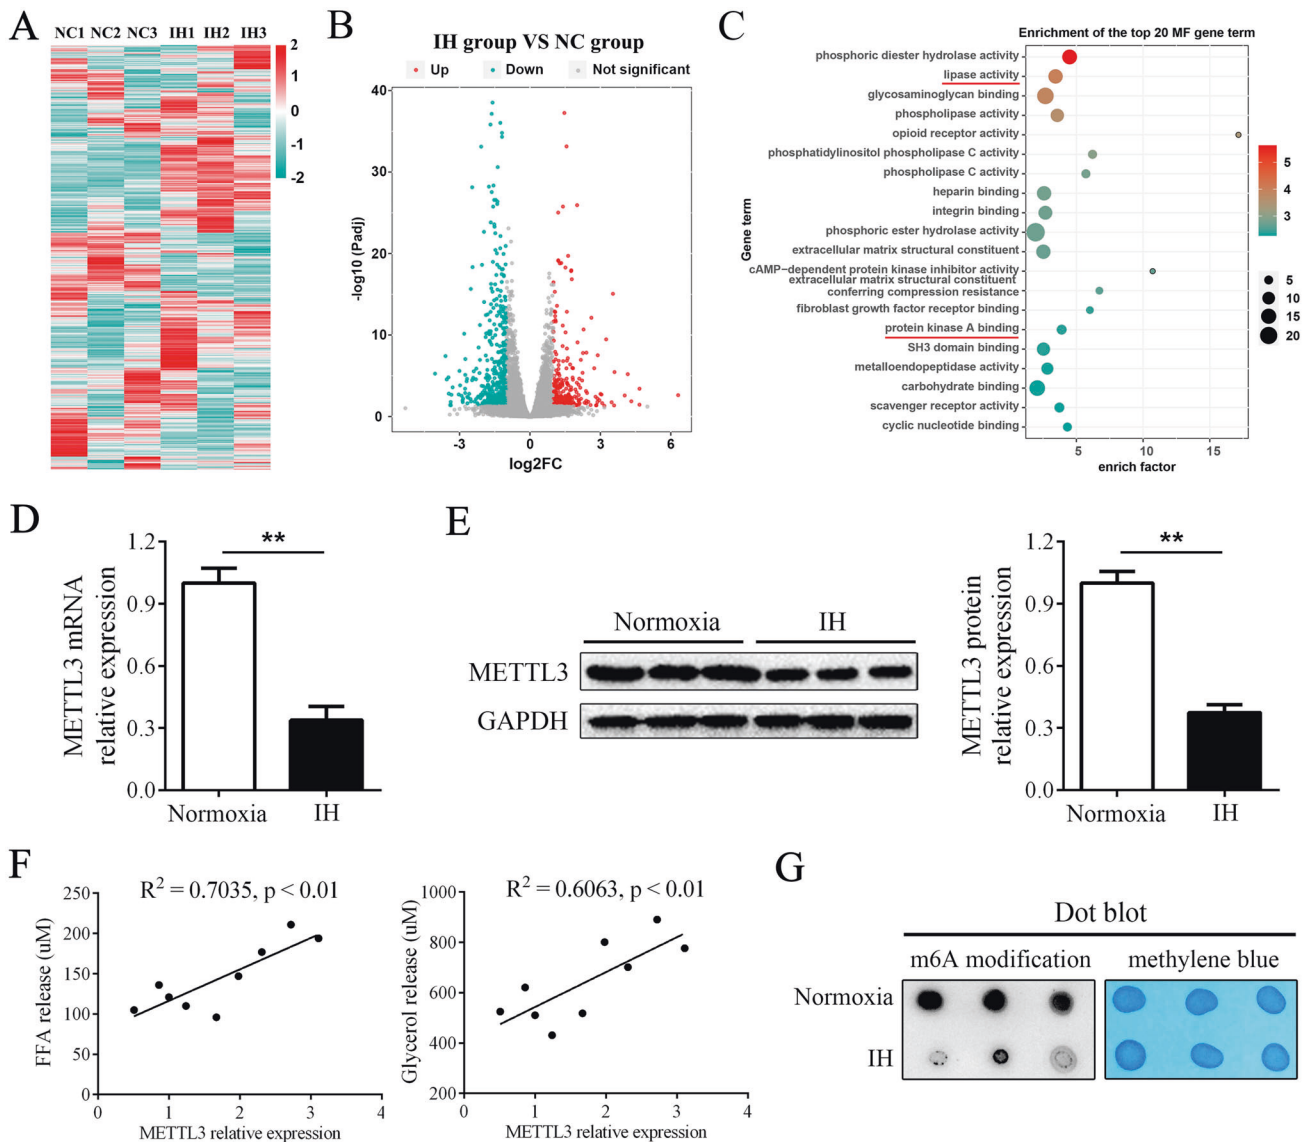 A
NC1 NC2 NC3 IH1 IH2 IH3
2
1
0
-1
-2
B
IH group VS NC group
Up Down Not significant
40
30
20
10
0
-log10 (Padj)
-3 0 3 6
log2FC
C
Enrichment of the top 20 MF gene term
Gene term
phosphoric diester hydrolase activity
lipase activity
glycosaminoglycan binding
phospholipase activity
opioid receptor activity
phosphatidylinositol phospholipase C activity
phospholipase C activity
heparin binding
integrin binding
phosphoric ester hydrolase activity
extracellular matrix structural constituent
cAMP−dependent protein kinase inhibitor activity
extracellular matrix structural constituent
conferring compression resistance
fibroblast growth factor receptor binding
protein kinase A binding
SH3 domain binding
metalloendopeptidase activity
carbohydrate binding
scavenger receptor activity
cyclic nucleotide binding
5 10 15
enrich factor
5
4
3
5
10
15
20
D
METTL3 mRNA
relative expression
1.2
0.9
0.6
0.3
0.0
**
Normoxia IH
E
Normoxia IH
METTL3
GAPDH
METTL3 protein
relative expression
1.2
0.9
0.6
0.3
0.0
**
Normoxia IH
F
R² = 0.7035, p < 0.01
FFA release (uM)
250
200
150
100
50
0
0 1 2 3 4
METTL3 relative expression
R² = 0.6063, p < 0.01
Glycerol release (uM)
1000
800
600
400
200
0 1 2 3 4
METTL3 relative expression
G
Dot blot
m6A modification methylene blue
Normoxia
IH